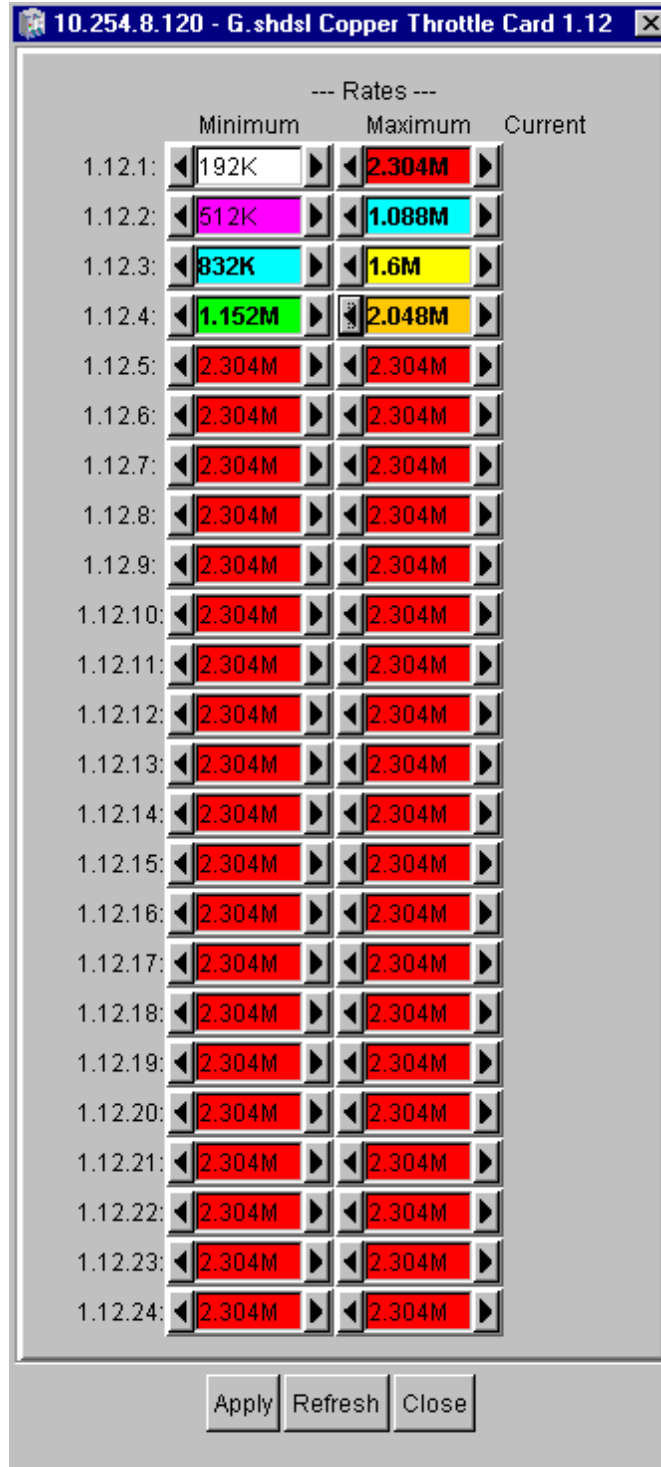 10.254.8.120 - G.shdsl Copper Throttle Card 1.12
--- Rates ---
Minimum Maximum Current
1.12.1: 192K 2.304M
1.12.2: 512K 1.088M
1.12.3: 832K 1.6M
1.12.4: 1.152M 2.048M
1.12.5: 2.304M 2.304M
1.12.6: 2.304M 2.304M
1.12.7: 2.304M 2.304M
1.12.8: 2.304M 2.304M
1.12.9: 2.304M 2.304M
1.12.10: 2.304M 2.304M
1.12.11: 2.304M 2.304M
1.12.12: 2.304M 2.304M
1.12.13: 2.304M 2.304M
1.12.14: 2.304M 2.304M
1.12.15: 2.304M 2.304M
1.12.16: 2.304M 2.304M
1.12.17: 2.304M 2.304M
1.12.18: 2.304M 2.304M
1.12.19: 2.304M 2.304M
1.12.20: 2.304M 2.304M
1.12.21: 2.304M 2.304M
1.12.22: 2.304M 2.304M
1.12.23: 2.304M 2.304M
1.12.24: 2.304M 2.304M
Apply Refresh Close